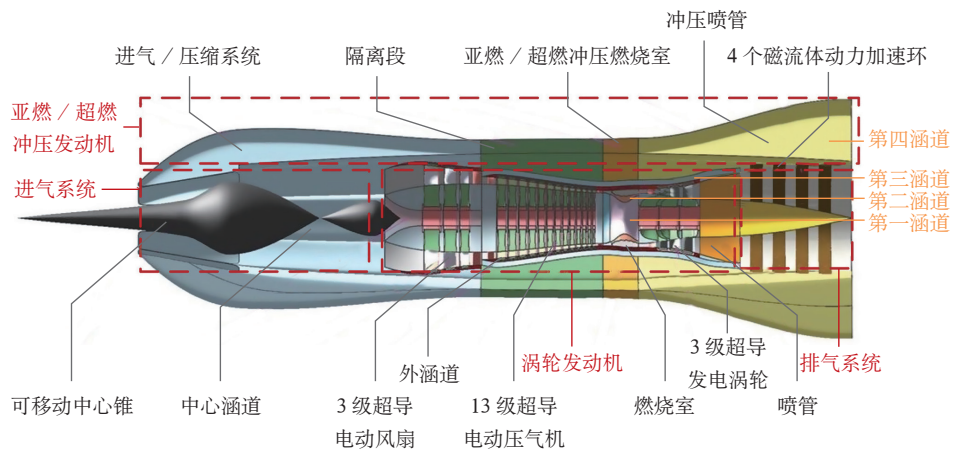 冲压喷管
进气 / 压缩系统
隔离段
亚燃 / 超燃冲压燃烧室
4 个磁流体动力加速环
亚燃 / 超燃
冲压发动机
第四涵道
进气系统
第三涵道
第二涵道
第一涵道
可移动中心锥
中心涵道
3 级超导
电动风扇
外涵道
13 级超导
电动压气机
涡轮发动机
燃烧室
3 级超导
发电涡轮
喷管
排气系统